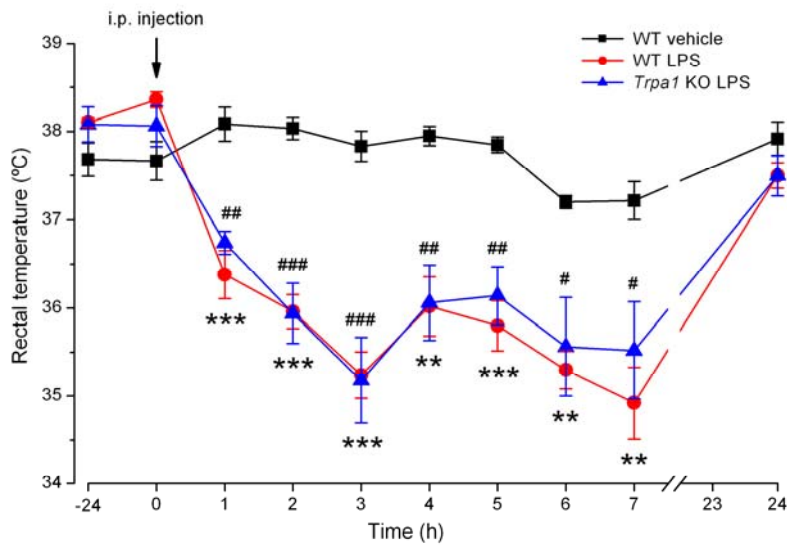 i.p. injection
WT vehicle
WT LPS
Trpa1 KO LPS
Rectal temperature (ºC)
39
38
37
36
35
34
##
###
###
##
##
#
#
***
***
***
**
***
**
**
-24 0 1 2 3 4 5 6 7 23 24
Time (h)